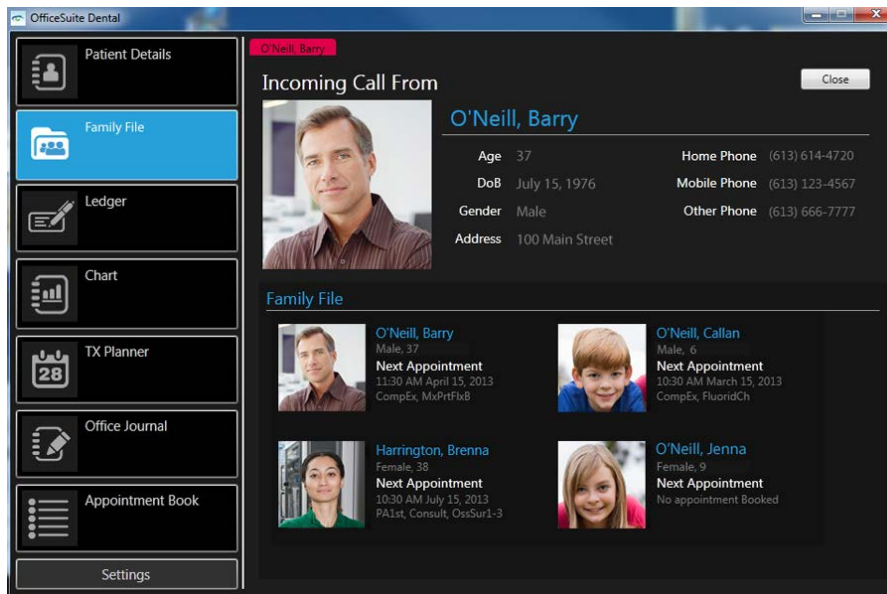 OfficeSuite Dental
Patient Details
Family File
Ledger
Chart
28
TX Planner
Office Journal
Appointment Book
Settings
O'Neill, Barry
Incoming Call From
Close
O'Neill, Barry
Age 37
Home Phone (613) 614-4720
DoB July 15, 1976
Mobile Phone (613) 123-4567
Gender Male
Other Phone (613) 666-7777
Address 100 Main Street
Family File
O'Neill, Barry
Male, 37
Next Appointment
11:30 AM April 15, 2013
CompEx, MxPrtFlxB
O'Neill, Callan
Male, 6
Next Appointment
10:30 AM March 15, 2013
CompEx, FluoridCh
Harrington, Brenna
Female, 38
Next Appointment
10:30 AM July 15, 2013
PA1st, Consult, OssSur1-3
O'Neill, Jenna
Female, 9
Next Appointment
No appointment Booked